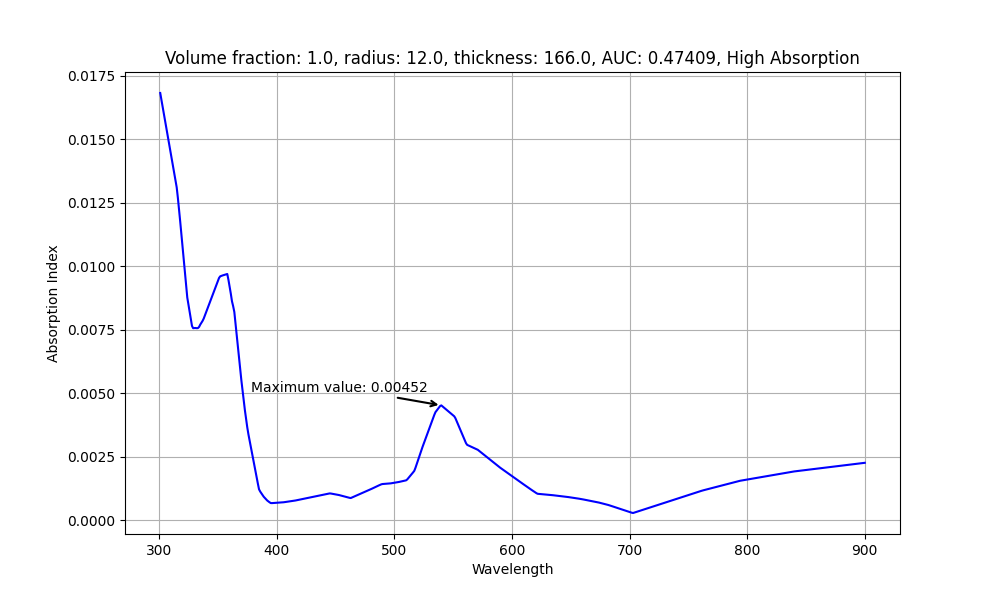 Volume fraction: 1.0, radius: 12.0, thickness: 166.0, AUC: 0.47409, High Absorption
0.0175
0.0150
0.0125
0.0100
0.0075
0.0050
0.0025
0.0000
Absorption Index
Maximum value: 0.00452
300 400 500 600 700 800 900
Wavelength